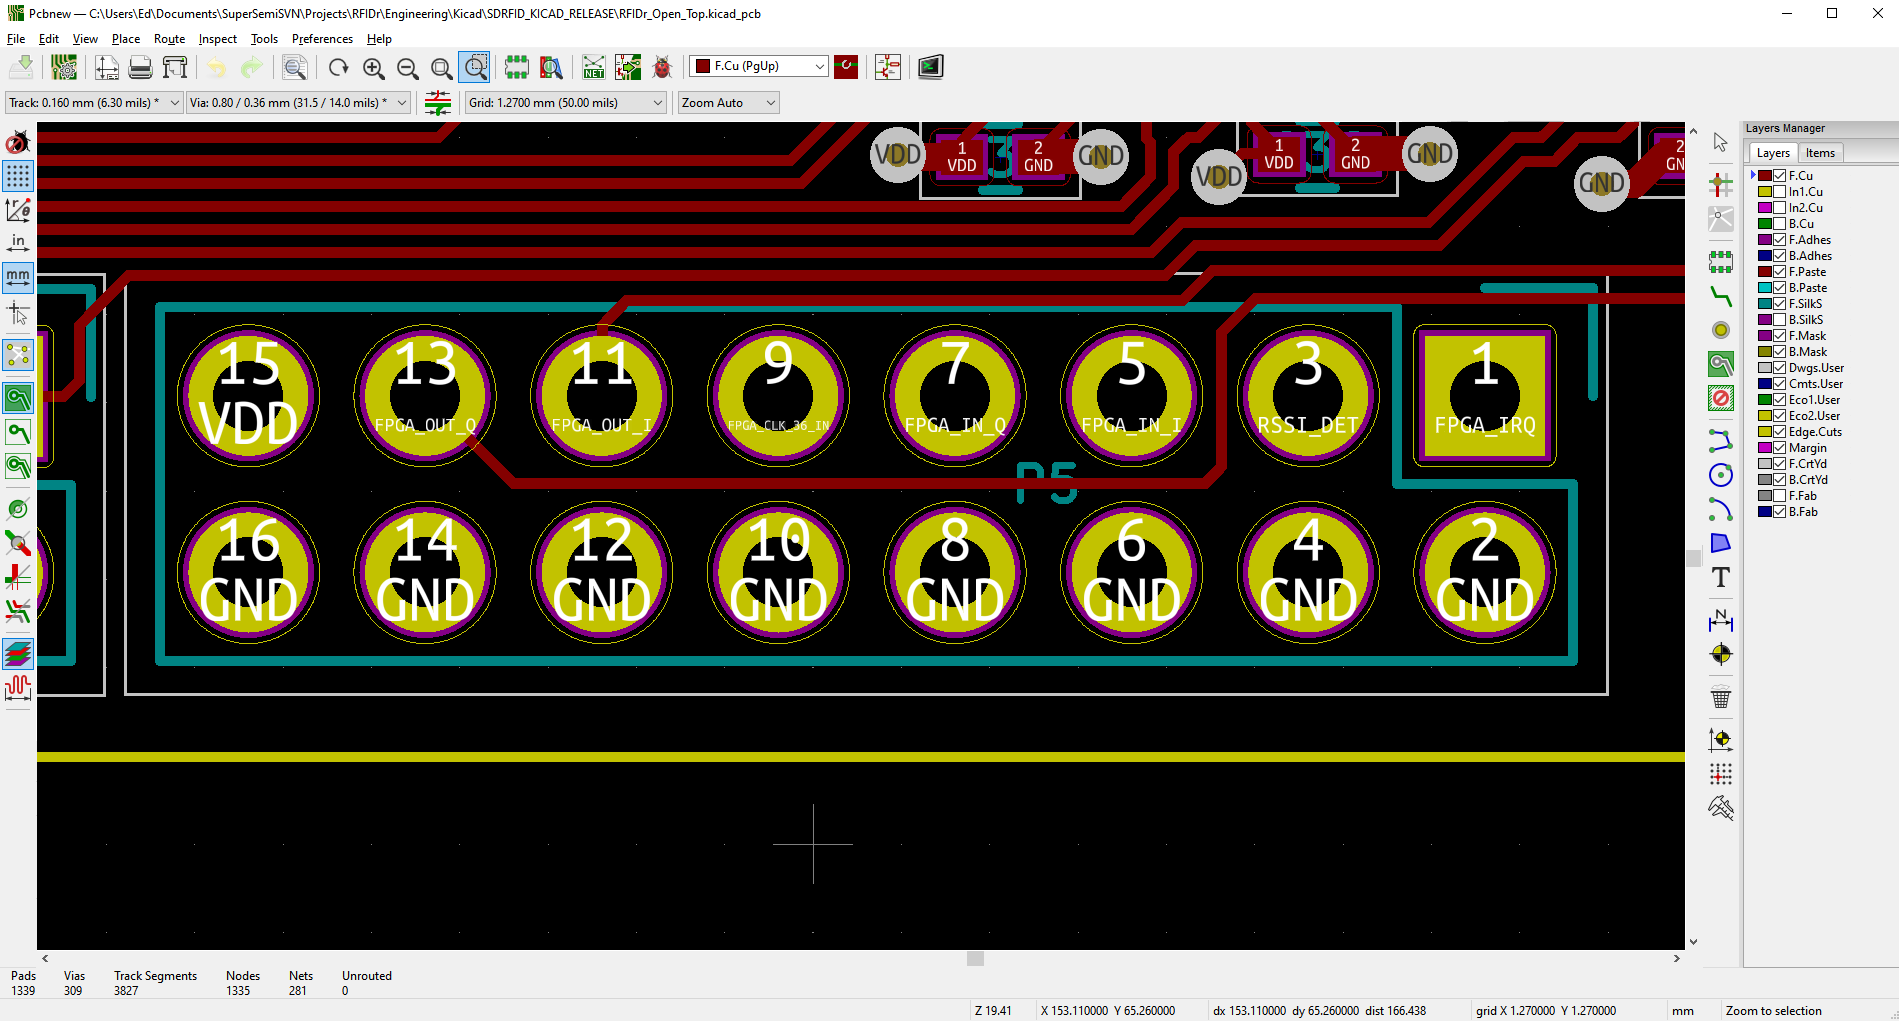 Pcbnew — C:\Users\Ed\Documents\SuperSemiSVN\Projects\RFIDr\Engineering\Kicad\SDRFID_KICAD_RELEASE\RFIDr_Open_Top.kicad_pcb
File Edit View Place Route Inspect Tools Preferences Help
NET
F.Cu (PgUp)
Track: 0.160 mm (6.30 mils) *
Via: 0.80 / 0.36 mm (31.5 / 14.0 mils) *
Grid: 1.2700 mm (50.00 mils)
Zoom Auto
in
mm
VDD
1
VDD
3
2
GND
GND
VDD
1
VDD
3
2
GND
GND
GND
2
15
VDD
13
FPGA_OUT_Q
11
FPGA_OUT_I
9
FPGA_CLK_36_IN
7
FPGA_IN_Q
5
FPGA_IN_I
3
RSSI_DET
1
FPGA_IRQ
P5
16
GND
14
GND
12
GND
10
GND
8
GND
6
GND
4
GND
2
GND
T
N
Layers Manager
Layers Items
F.Cu
In1.Cu
In2.Cu
B.Cu
F.Adhes
B.Adhes
F.Paste
B.Paste
F.SilkS
B.SilkS
F.Mask
B.Mask
Dwgs.User
Cmts.User
Eco1.User
Eco2.User
Edge.Cuts
Margin
F.CrtYd
B.CrtYd
F.Fab
B.Fab
Pads Vias Track Segments Nodes Nets Unrouted
1339 309 3827 1335 281 0
Z 19.41 X 153.110000 Y 65.260000 dx 153.110000 dy 65.260000 dist 166.438 grid X 1.270000 Y 1.270000 mm Zoom to selection